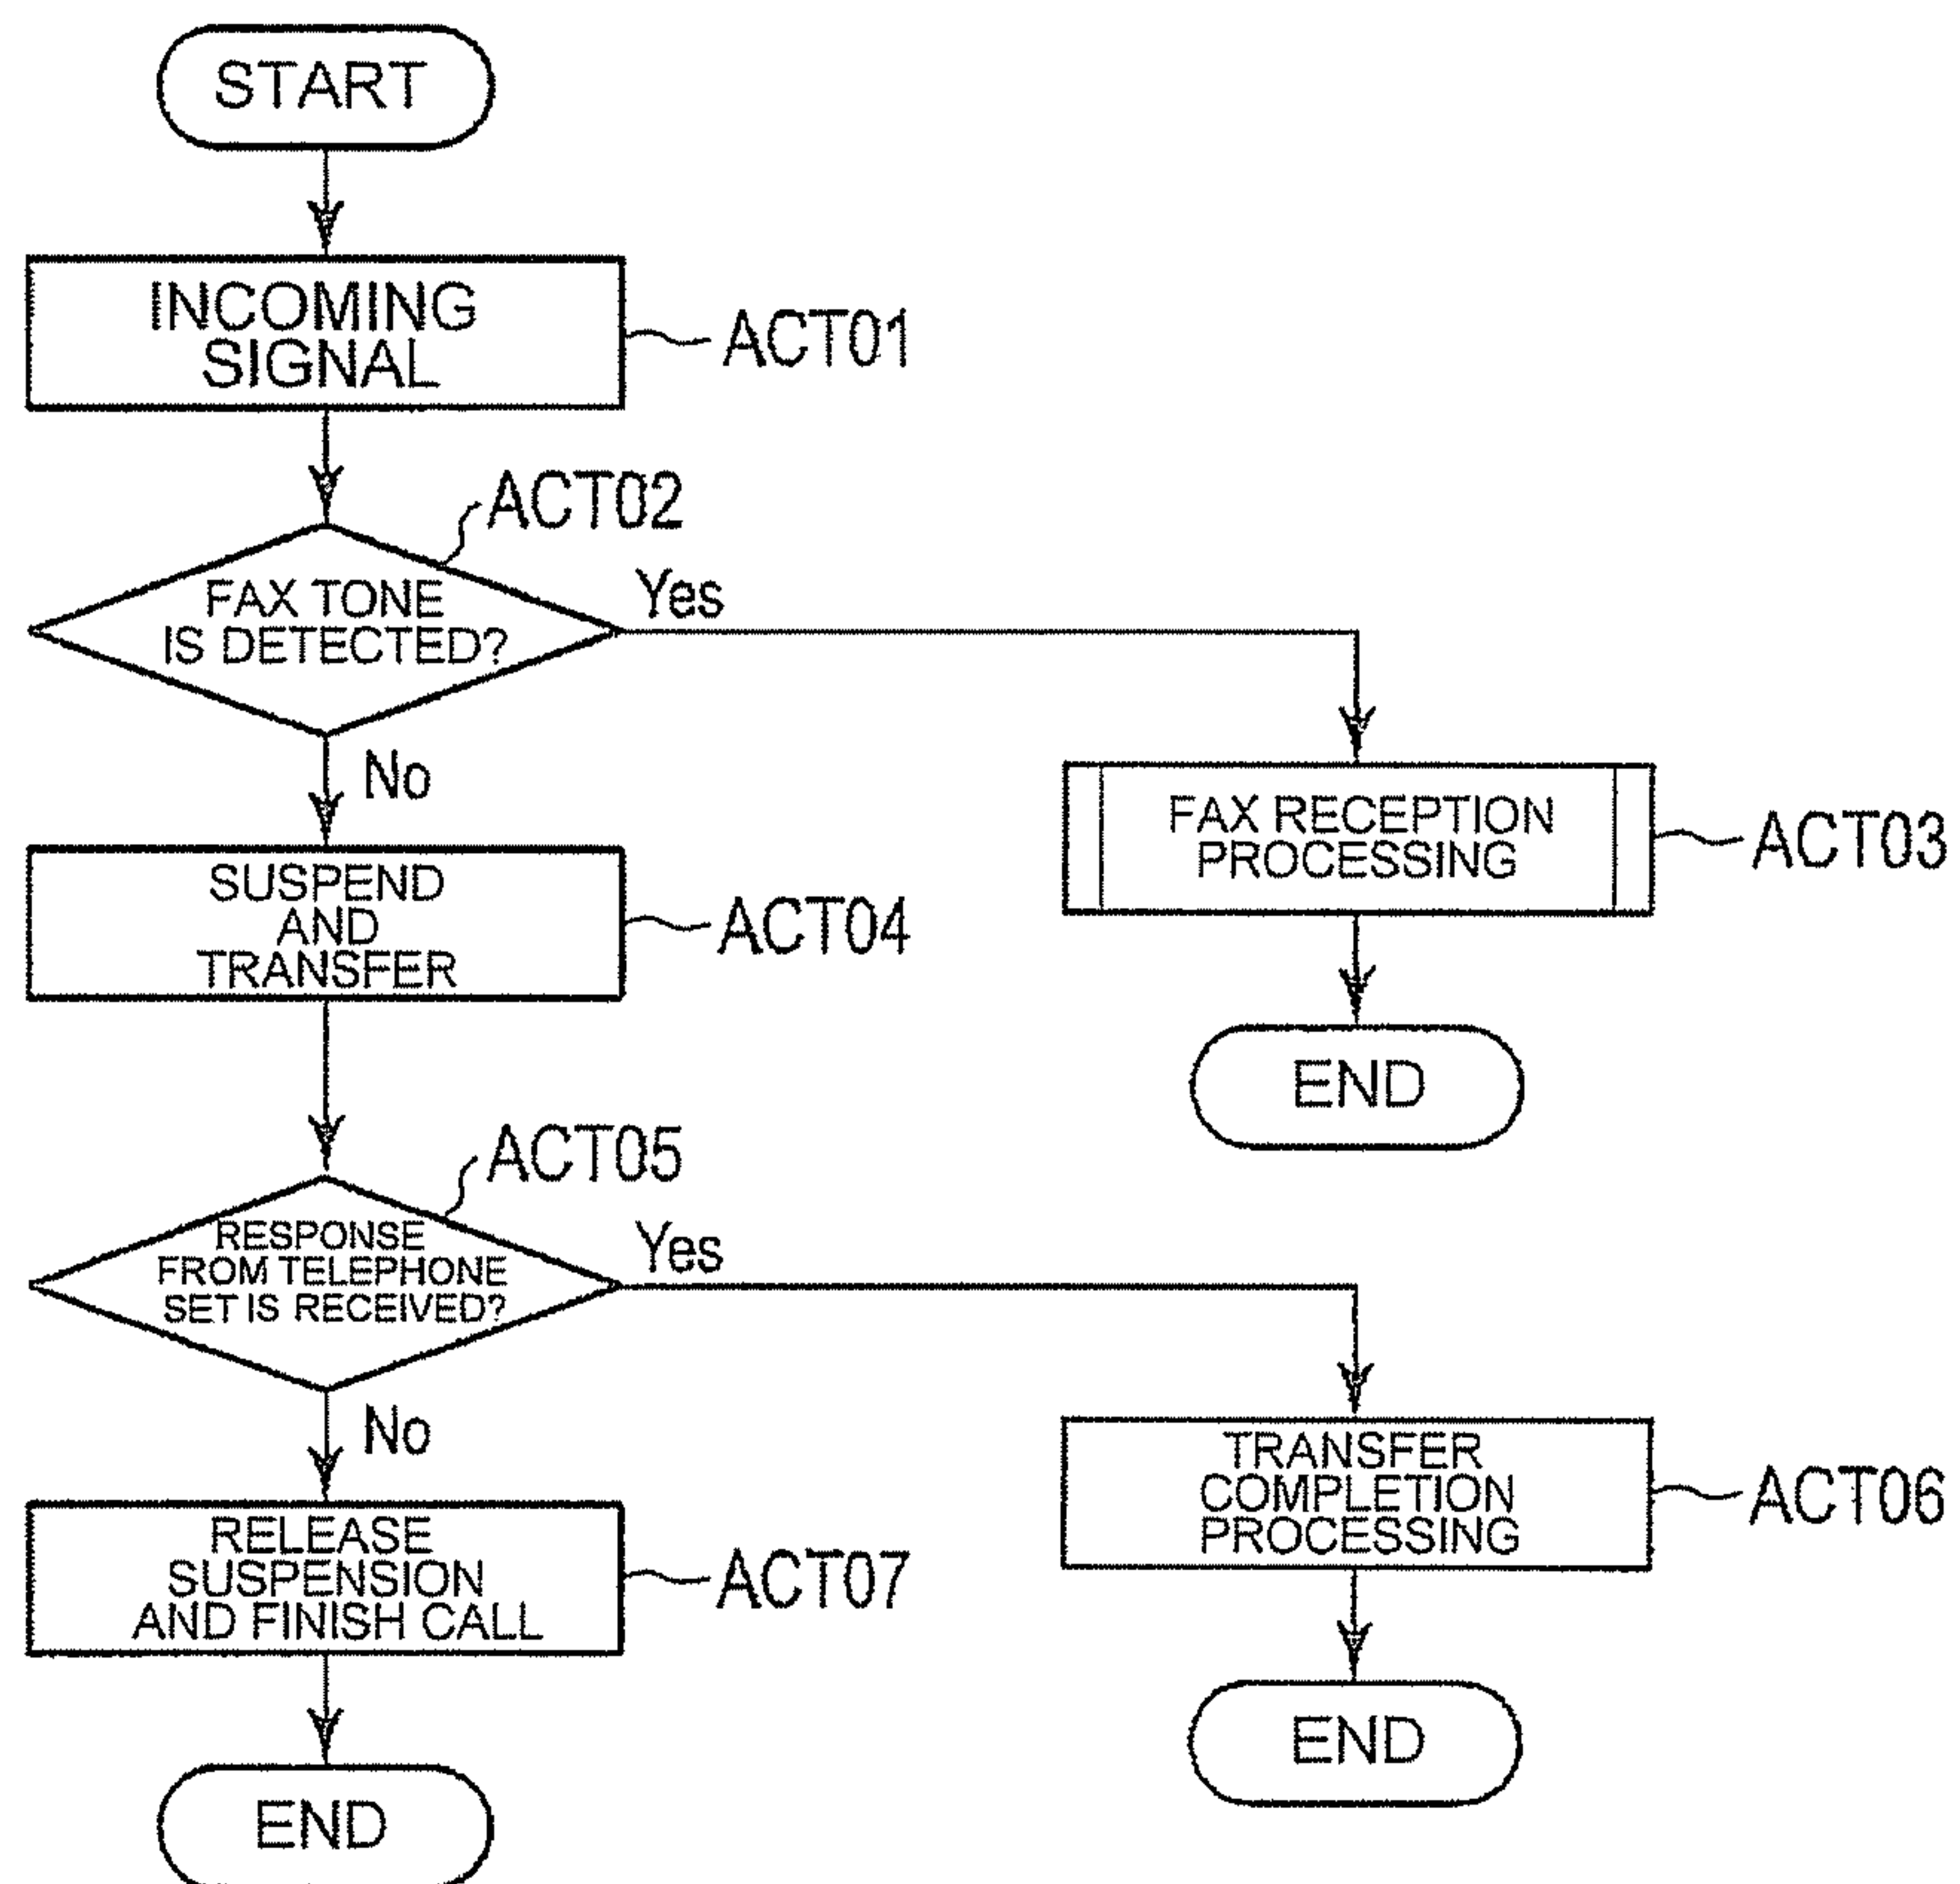 START
INCOMING
SIGNAL
ACT01
ACT02
FAX TONE
IS DETECTED?
Yes
No
FAX RECEPTION
PROCESSING
ACT03
SUSPEND
AND
TRANSFER
ACT04
END
ACT05
RESPONSE
FROM TELEPHONE
SET IS RECEIVED?
Yes
No
TRANSFER
COMPLETION
PROCESSING
ACT06
RELEASE
SUSPENSION
AND FINISH CALL
ACT07
END
END